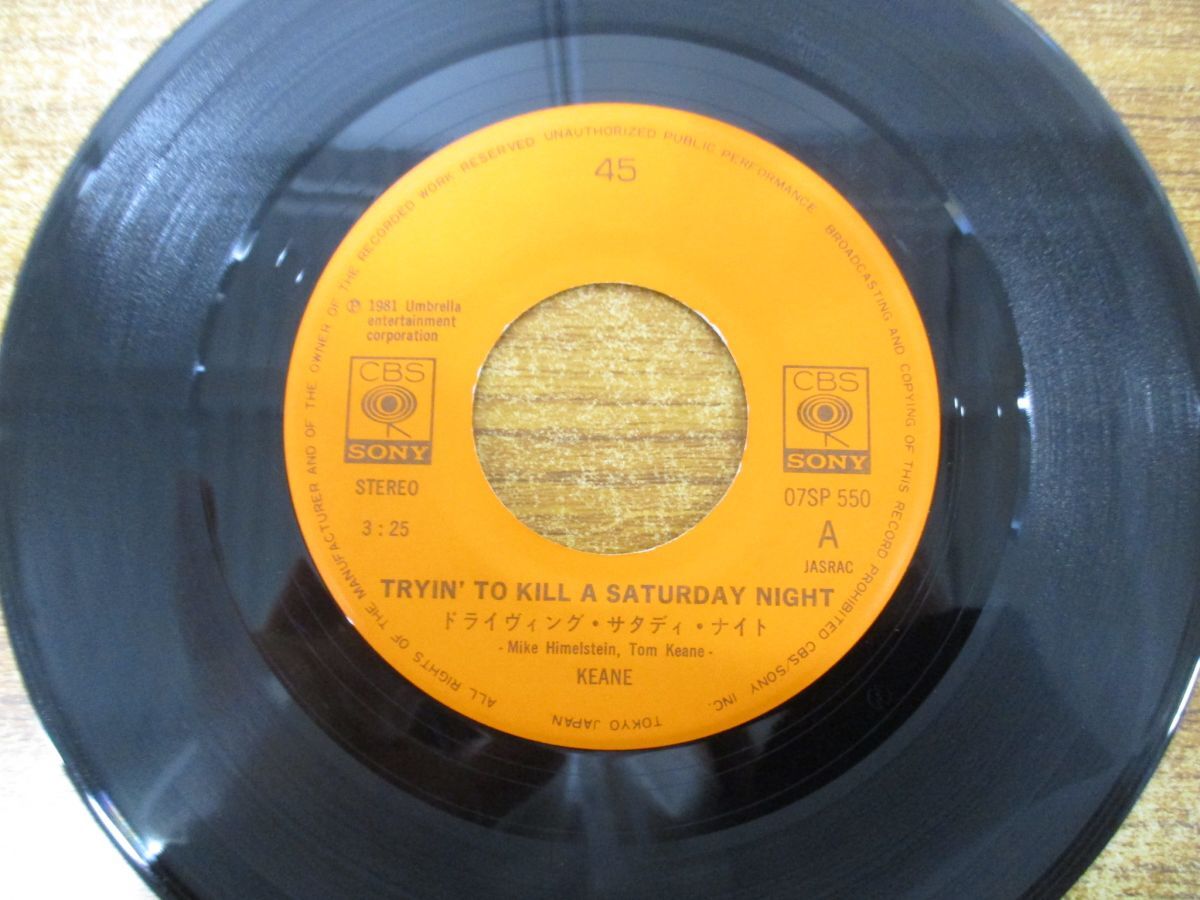 ALL RIGHTS OF THE MANUFACTURER AND OF THE OWNER OF THE RECORDED WORK RESERVED UNAUTHORIZED PUBLIC PERFORMANCE BROADCASTING AND COPYING OF THIS RECORD PROHIBITED CBS/SONY INC. TOKYO JAPAN
45
℗ 1981 Umbrella
entertainment
corporation
CBS
SONY
STEREO
3:25
CBS
SONY
07SP 550
A
JASRAC
TRYIN' TO KILL A SATURDAY NIGHT
ドライヴィング・サタディ・ナイト
- Mike Himelstein, Tom Keane -
KEANE